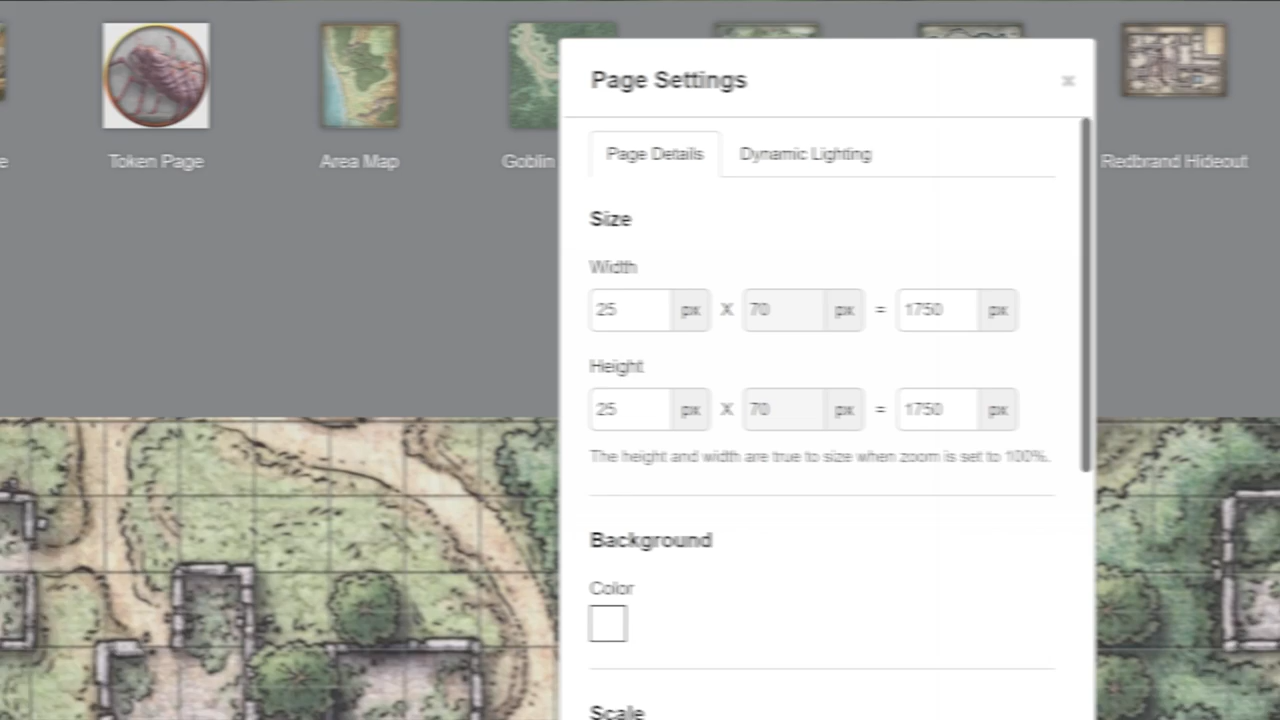 e
Token Page
Area Map
Goblin
Redbrand Hideout
Page Settings
×
Page Details
Dynamic Lighting
Size
Width
25 px X 70 px = 1750 px
Height
25 px X 70 px = 1750 px
The height and width are true to size when zoom is set to 100%.
Background
Color
Scale